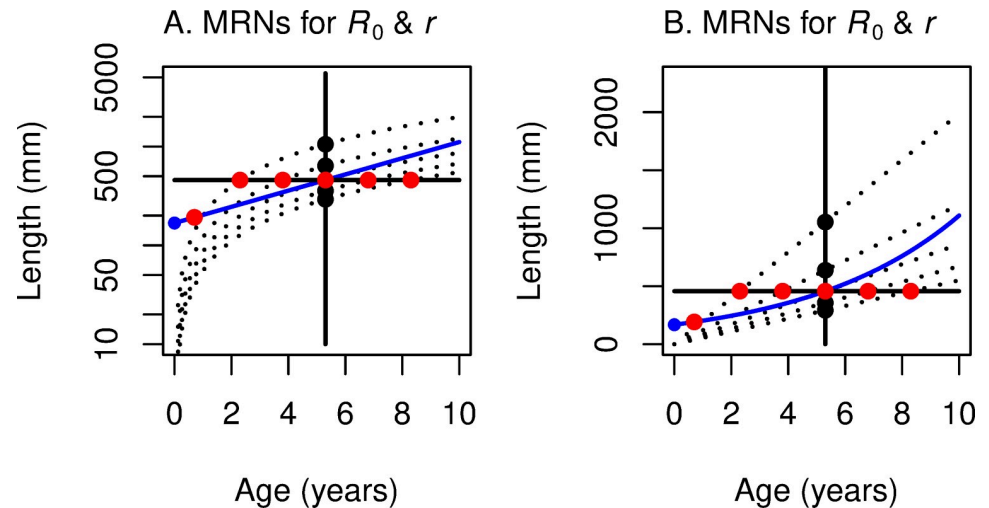 A. MRNs for R0 & r
B. MRNs for R0 & r
Length (mm)
10 50 500 5000
0 2 4 6 8 10
Age (years)
Length (mm)
0 1000 2000
0 2 4 6 8 10
Age (years)